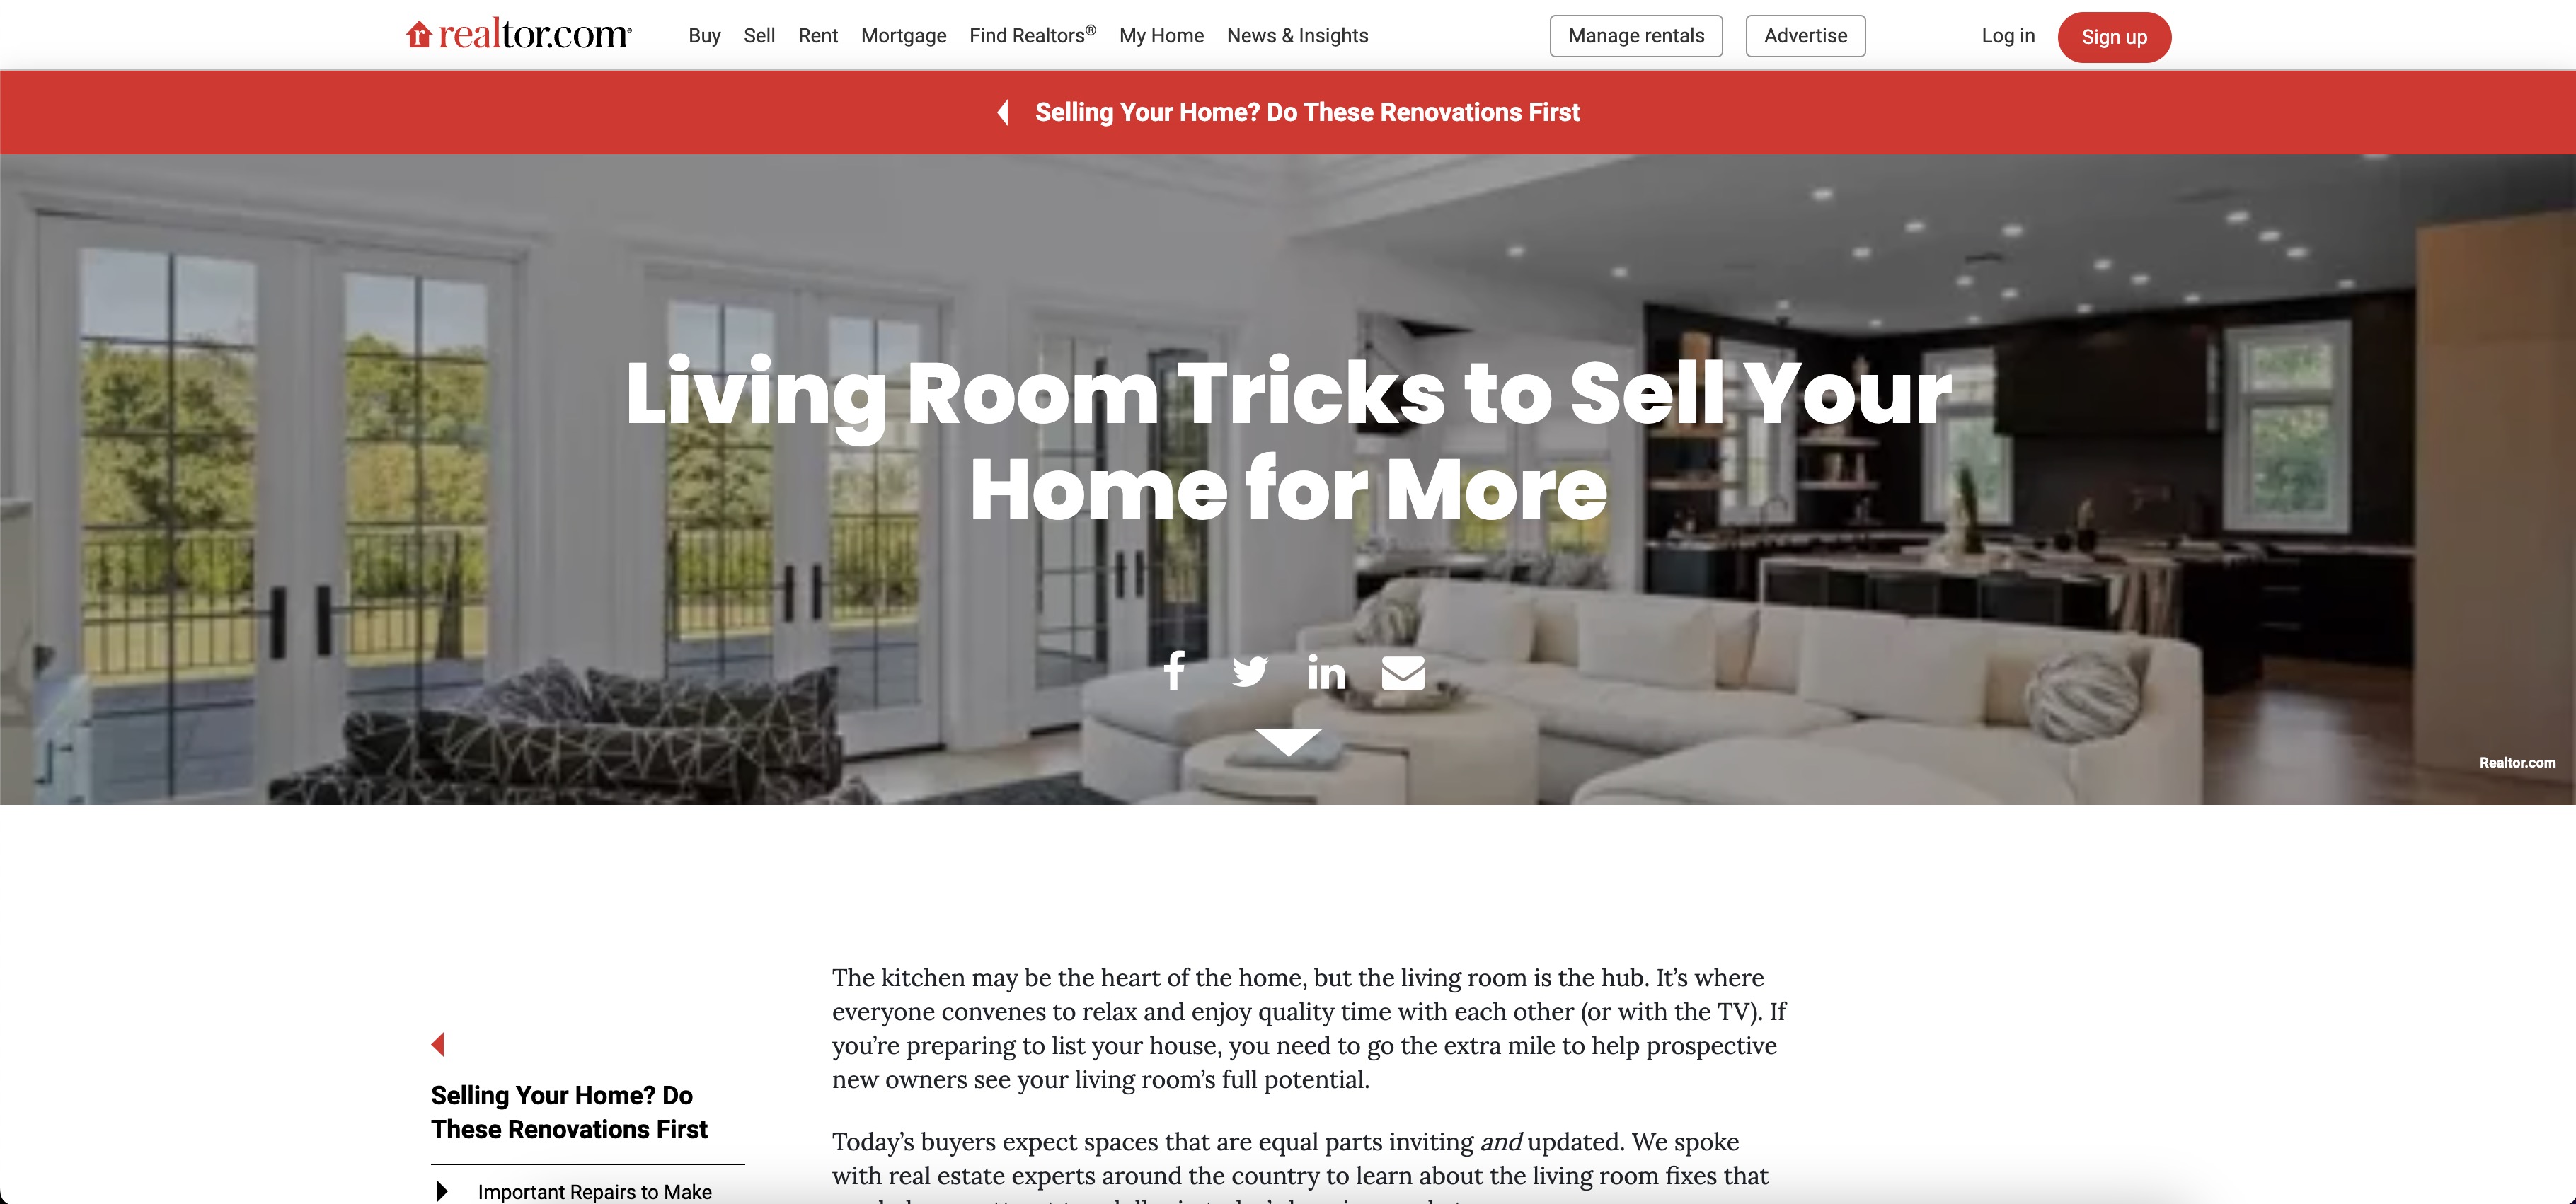 realtor.com®
Buy Sell Rent Mortgage Find Realtors® My Home News & Insights Manage rentals Advertise Log in Sign up
Selling Your Home? Do These Renovations First
Living Room Tricks to Sell Your
Home for More
Realtor.com
The kitchen may be the heart of the home, but the living room is the hub. It’s where
everyone convenes to relax and enjoy quality time with each other (or with the TV). If
you’re preparing to list your house, you need to go the extra mile to help prospective
new owners see your living room’s full potential.
Selling Your Home? Do
These Renovations First
Important Repairs to Make
Today’s buyers expect spaces that are equal parts inviting and updated. We spoke
with real estate experts around the country to learn about the living room fixes that